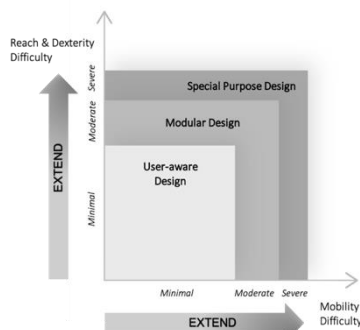 Reach & Dexterity
Difficulty
Severe
Special Purpose Design
Moderate
Modular Design
EXTEND
User-aware
Design
Minimal
Minimal
Moderate
Severe
Mobility
Difficulty
EXTEND